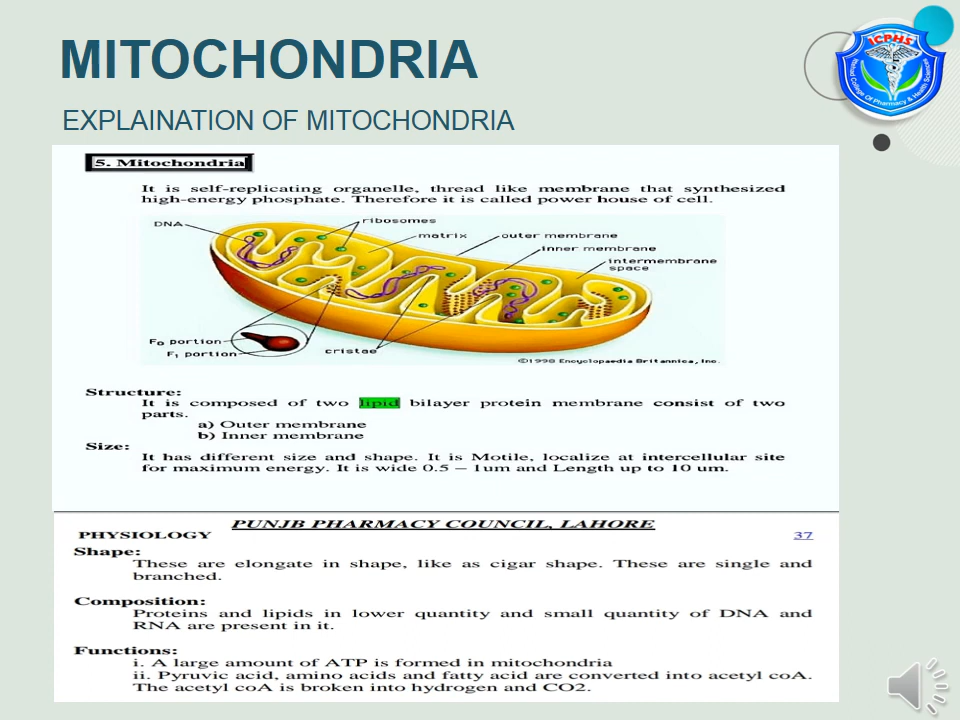 MITOCHONDRIA
EXPLAINATION OF MITOCHONDRIA
ICPHS
College Of Pharmacy & Health Sciences
5. Mitochondria
It is self-replicating organelle, thread like membrane that synthesized
high-energy phosphate. Therefore it is called power house of cell.
DNA
ribosomes
matrix
outer membrane
inner membrane
intermembrane
space
F0 portion
F1 portion
cristae
©1998 Encyclopaedia Britannica, Inc.
Structure:
It is composed of two lipid bilayer protein membrane consist of two
parts.
a) Outer membrane
b) Inner membrane
Size:
It has different size and shape. It is Motile, localize at intercellular site
for maximum energy. It is wide 0.5 – 1um and Length up to 10 um.
PUNJB PHARMACY COUNCIL, LAHORE
PHYSIOLOGY 37
Shape:
These are elongate in shape, like as cigar shape. These are single and
branched.
Composition:
Proteins and lipids in lower quantity and small quantity of DNA and
RNA are present in it.
Functions:
i. A large amount of ATP is formed in mitochondria
ii. Pyruvic acid, amino acids and fatty acid are converted into acetyl coA.
The acetyl coA is broken into hydrogen and CO2.